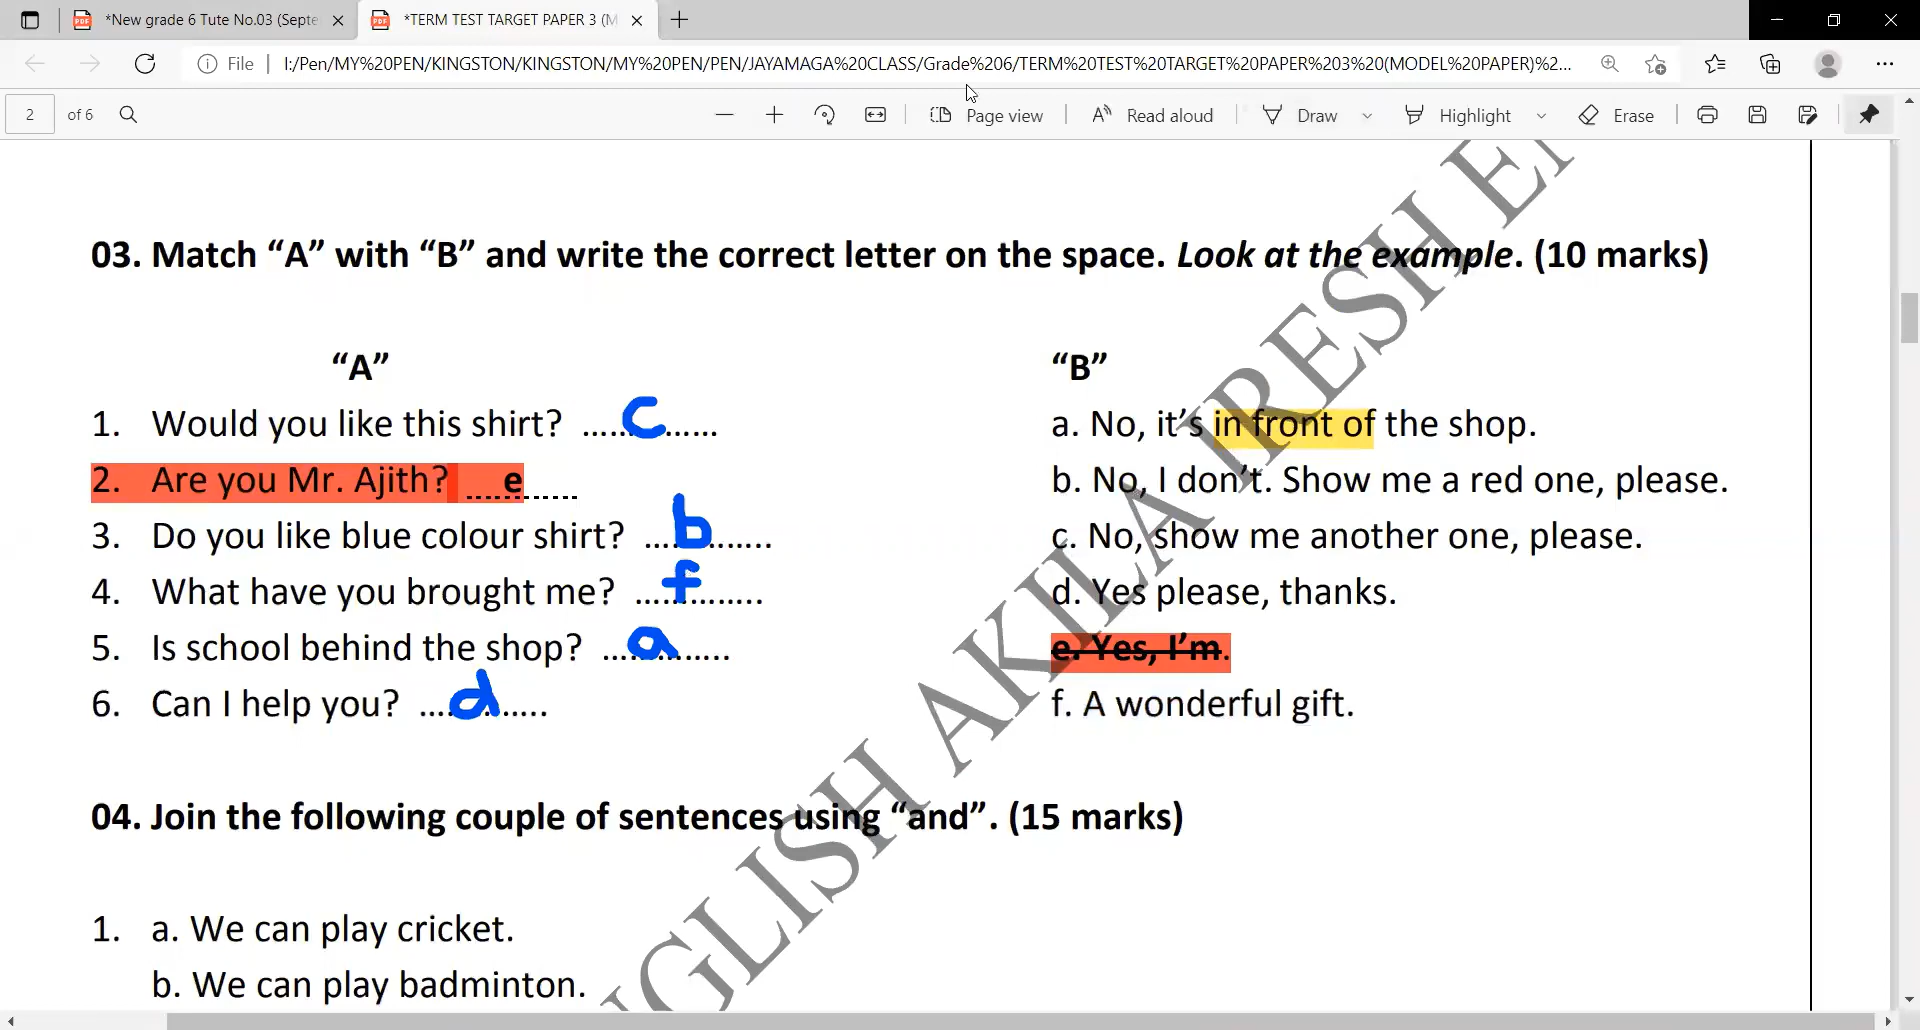 *New grade 6 Tute No.03 (Septe
*TERM TEST TARGET PAPER 3 (M
File
I:/Pen/MY%20PEN/KINGSTON/KINGSTON/MY%20PEN/PEN/JAYAMAGA%20CLASS/Grade%206/TERM%20TEST%20TARGET%20PAPER%203%20(MODEL%20PAPER)%2...
2 of 6
Page view
Read aloud
Draw
Highlight
Erase
03. Match “A” with “B” and write the correct letter on the space. Look at the example. (10 marks)
“A”
1. Would you like this shirt? ......c......
2. Are you Mr. Ajith? ......e......
3. Do you like blue colour shirt? ....b.......
4. What have you brought me? ....f.......
5. Is school behind the shop? ....a.......
6. Can I help you? ....d.......
“B”
a. No, it’s in front of the shop.
b. No, I don’t. Show me a red one, please.
c. No, show me another one, please.
d. Yes please, thanks.
e. Yes, I’m.
f. A wonderful gift.
04. Join the following couple of sentences using “and”. (15 marks)
1. a. We can play cricket.
b. We can play badminton.
NGLISH AKILA IRESH EN